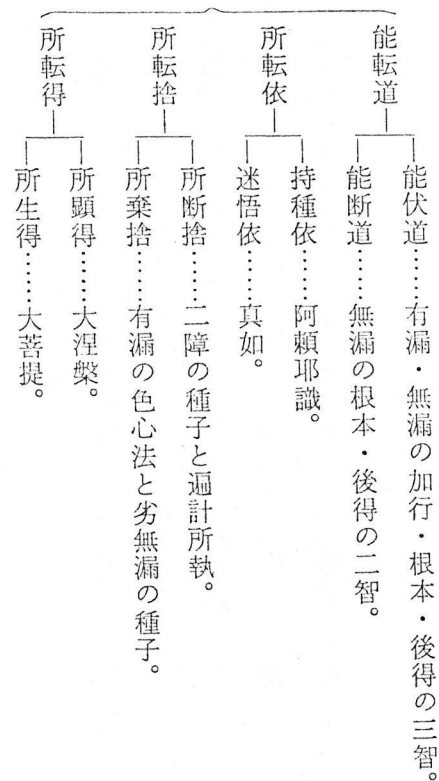 能転道
能伏道……有漏・無漏の加行・根本・後得の三智。
能断道……無漏の根本・後得の二智。
所転依
持種依……阿頼耶識。
迷悟依……真如。
所転捨
所断捨……二障の種子と遍計所執。
所棄捨……有漏の色心法と劣無漏の種子。
所転得
所顕得……大涅槃。
所生得……大菩提。